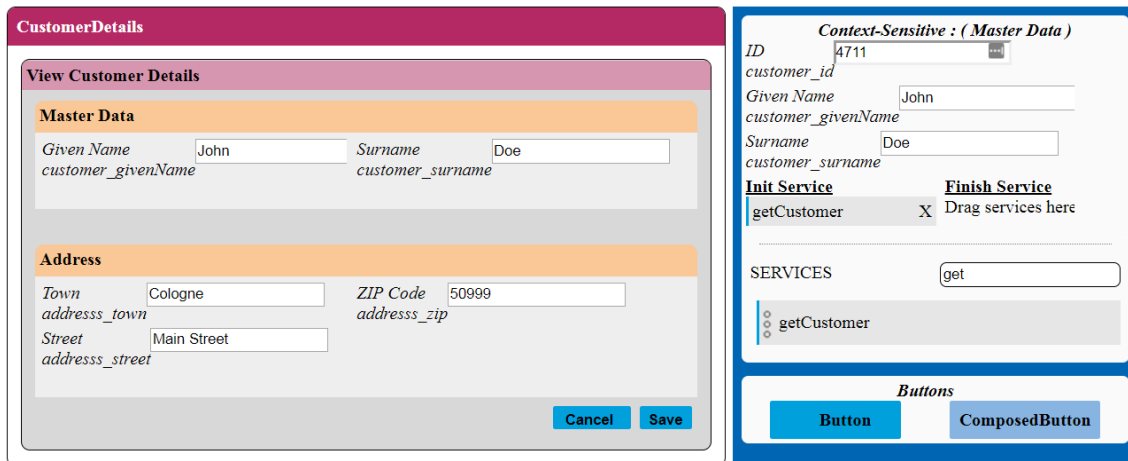 CustomerDetails
View Customer Details
Master Data
Given Name John Surname Doe
customer_givenName customer_surname
Address
Town Cologne ZIP Code 50999
addresss_town addresss_zip
Street Main Street
addresss_street
Cancel Save
Context-Sensitive : ( Master Data )
ID 4711
customer_id
Given Name John
customer_givenName
Surname Doe
customer_surname
Init Service Finish Service
getCustomer X Drag services here
SERVICES get
getCustomer
Buttons
Button ComposedButton